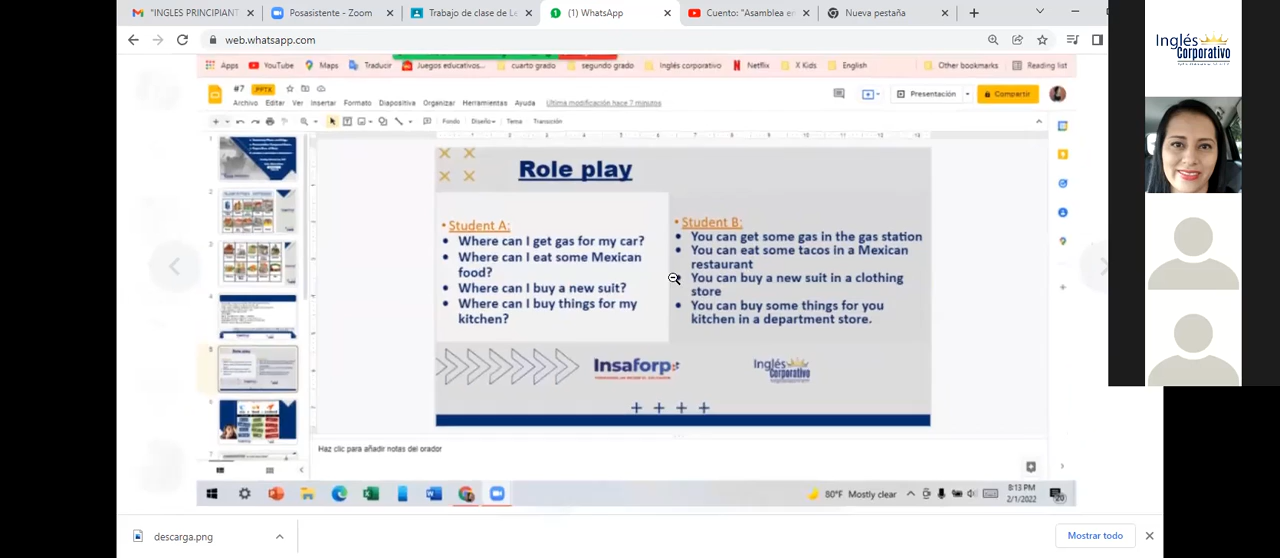 "INGLES PRINCIPIANT
Posasistente - Zoom
Trabajo de clase de Le
(1) WhatsApp
Cuento: "Asamblea en
Nueva pestaña
web.whatsapp.com
Apps
YouTube
Maps
Traducir
Juegos educativos...
cuarto grado
segundo grado
Inglés corporativo
Netflix
X Kids
English
Other bookmarks
Reading list
#7
.PPTX
Archivo Editar Ver Insertar Formato Diapositiva Organizar Herramientas Ayuda
Última modificación hace 7 minutos
Presentación
Compartir
Fondo Diseño Tema Transición
Role play
• Student A:
• Where can I get gas for my car?
• Where can I eat some Mexican
food?
• Where can I buy a new suit?
• Where can I buy things for my
kitchen?
• Student B:
• You can get some gas in the gas station
• You can eat some tacos in a Mexican
restaurant
• You can buy a new suit in a clothing
store
• You can buy some things for you
kitchen in a department store.
Insaforp
Inglés
Corporativo
Haz clic para añadir notas del orador
80°F Mostly clear
8:13 PM
2/1/2022
descarga.png
Mostrar todo
Inglés
Corporativo